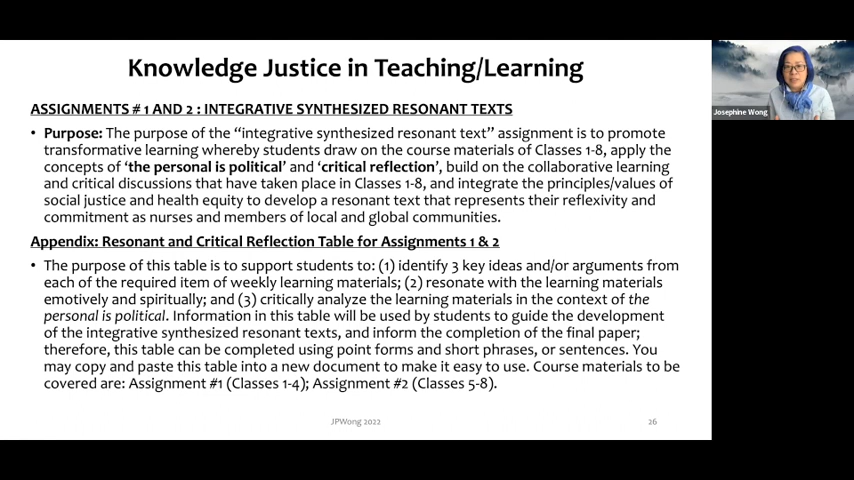 Knowledge Justice in Teaching/Learning
ASSIGNMENTS # 1 AND 2 : INTEGRATIVE SYNTHESIZED RESONANT TEXTS
• Purpose: The purpose of the “integrative synthesized resonant text” assignment is to promote
transformative learning whereby students draw on the course materials of Classes 1-8, apply the
concepts of ‘the personal is political’ and ‘critical reflection’, build on the collaborative learning
and critical discussions that have taken place in Classes 1-8, and integrate the principles/values of
social justice and health equity to develop a resonant text that represents their reflexivity and
commitment as nurses and members of local and global communities.
Appendix: Resonant and Critical Reflection Table for Assignments 1 & 2
• The purpose of this table is to support students to: (1) identify 3 key ideas and/or arguments from
each of the required item of weekly learning materials; (2) resonate with the learning materials
emotively and spiritually; and (3) critically analyze the learning materials in the context of the
personal is political. Information in this table will be used by students to guide the development
of the integrative synthesized resonant texts, and inform the completion of the final paper;
therefore, this table can be completed using point forms and short phrases, or sentences. You
may copy and paste this table into a new document to make it easy to use. Course materials to be
covered are: Assignment #1 (Classes 1-4); Assignment #2 (Classes 5-8).
JPWong 2022
26
Josephine Wong